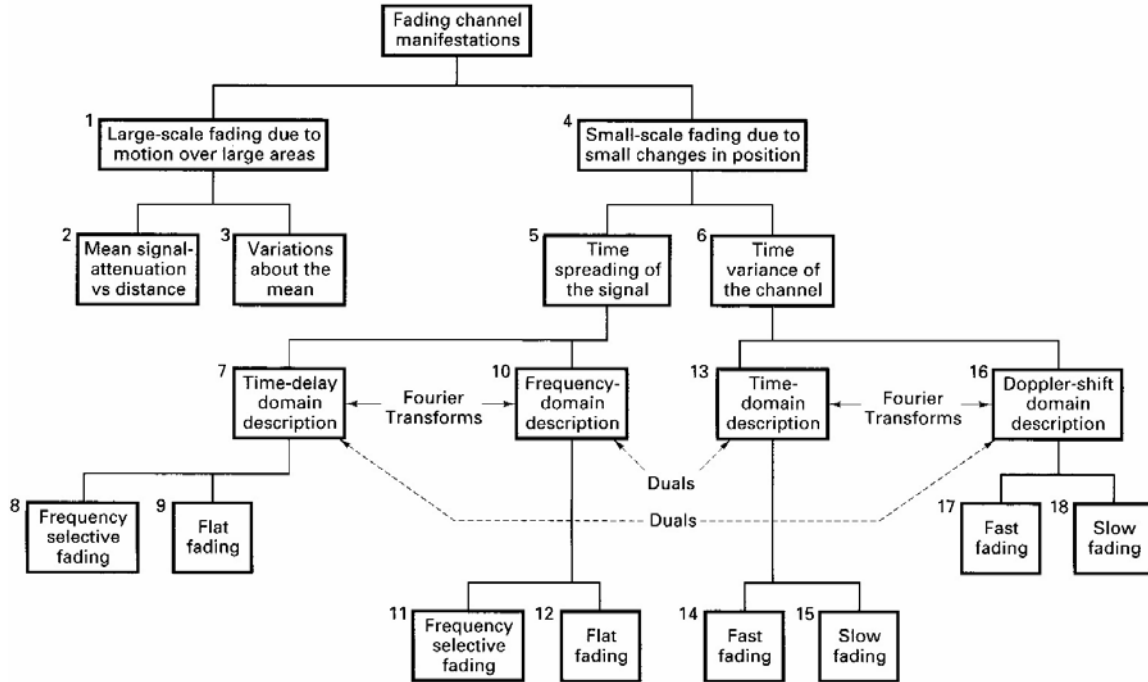 Fading channel
manifestations
1
Large-scale fading due to
motion over large areas
4
Small-scale fading due to
small changes in position
2
Mean signal-
attenuation
vs distance
3
Variations
about the
mean
5
Time
spreading of
the signal
6
Time
variance of
the channel
7
Time-delay
domain
description
Fourier
Transforms
10
Frequency-
domain
description
13
Time-
domain
description
Fourier
Transforms
16
Doppler-shift
domain
description
Duals
Duals
8
Frequency
selective
fading
9
Flat
fading
17
Fast
fading
18
Slow
fading
11
Frequency
selective
fading
12
Flat
fading
14
Fast
fading
15
Slow
fading